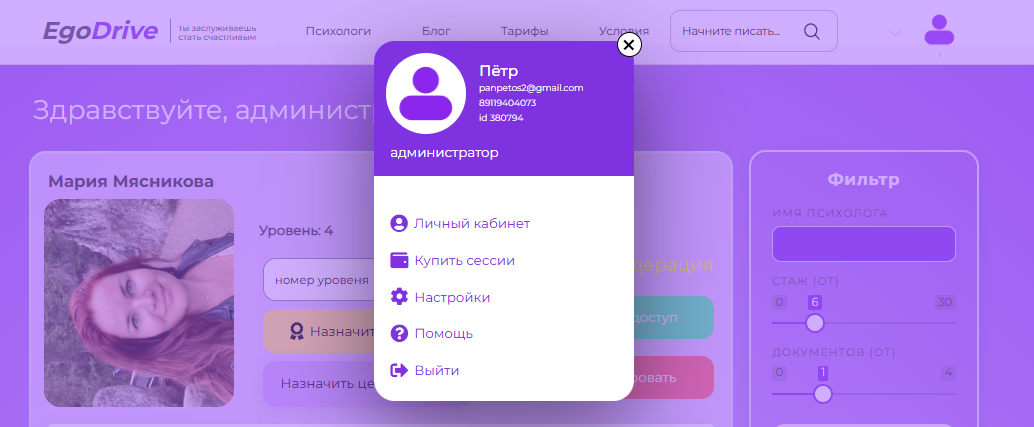 EgoDrive
ты заслуживаешь
стать счастливым
Психологи
Блог
Тарифы
Условия
Начните писать...
Здравствуйте,
Пётр
panpetos2@gmail.com
89119404073
id 380794
администратор
Личный кабинет
Купить сессии
Настройки
Помощь
Выйти
Мария Мясникова
Уровень: 4
номер уровеня
Назначит
Назначить це
дерация
доступ
ровать
Фильтр
ИМЯ ПСИХОЛОГА
СТАЖ (ОТ)
0 6 30
ДОКУМЕНТОВ (ОТ)
0 1 4